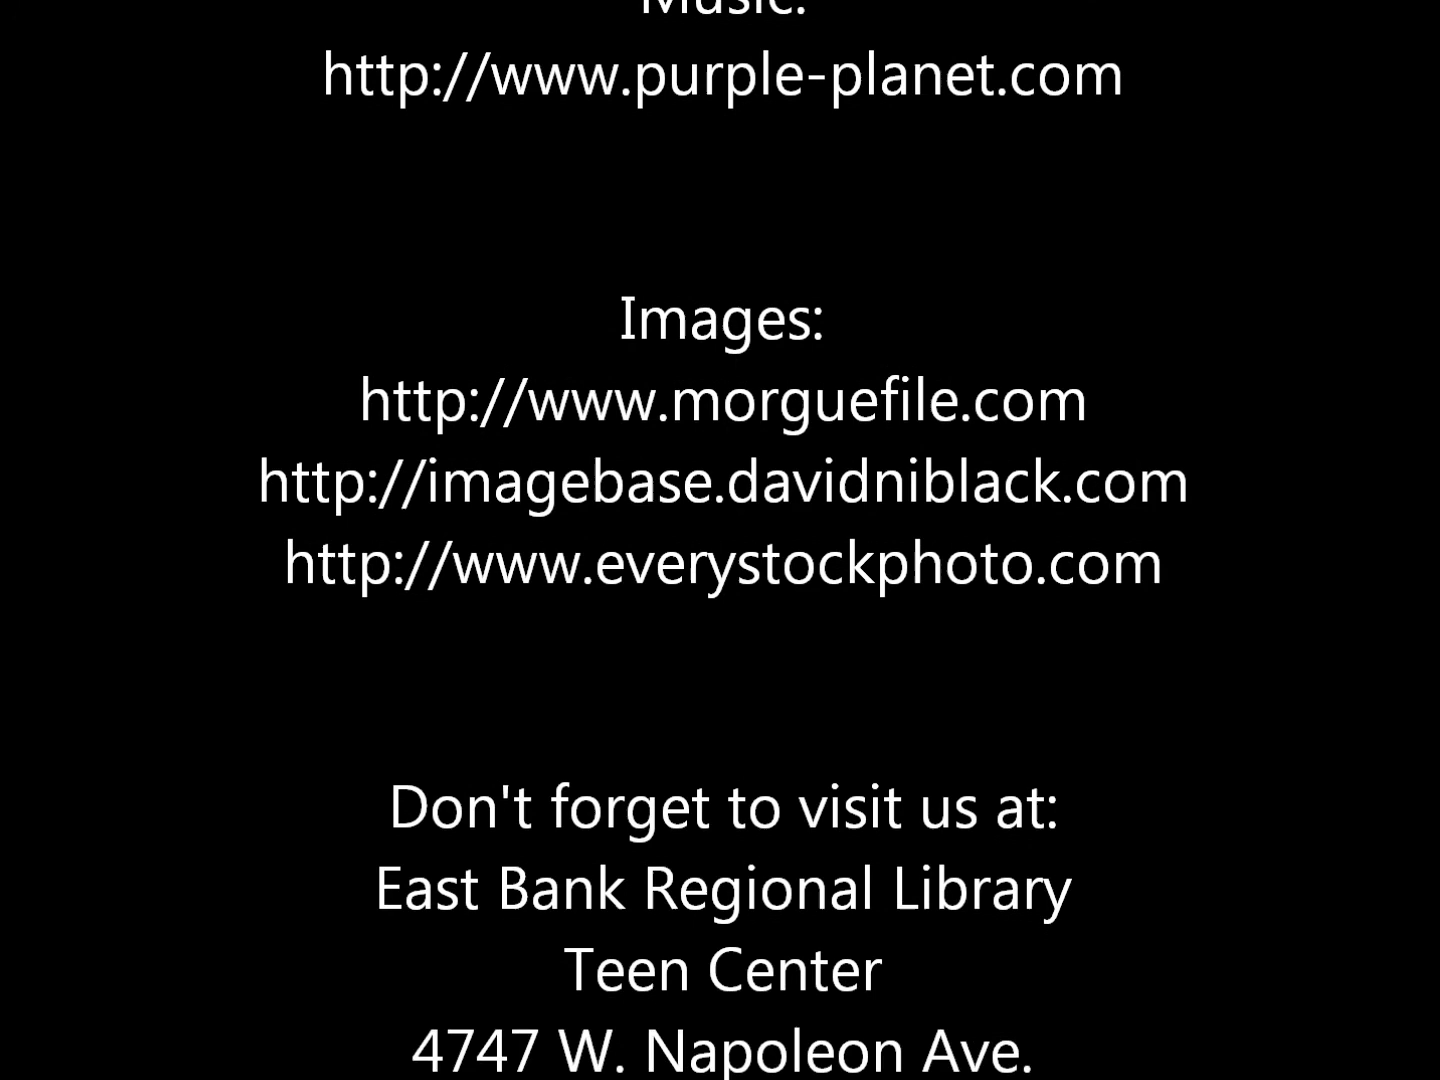 Music:
http://www.purple-planet.com
Images:
http://www.morguefile.com
http://imagebase.davidniblack.com
http://www.everystockphoto.com
Don't forget to visit us at:
East Bank Regional Library
Teen Center
4747 W. Napoleon Ave.